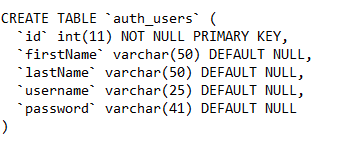 CREATE TABLE `auth_users` (
  `id` int(11) NOT NULL PRIMARY KEY,
  `firstName` varchar(50) DEFAULT NULL,
  `lastName` varchar(50) DEFAULT NULL,
  `username` varchar(25) DEFAULT NULL,
  `password` varchar(41) DEFAULT NULL
)